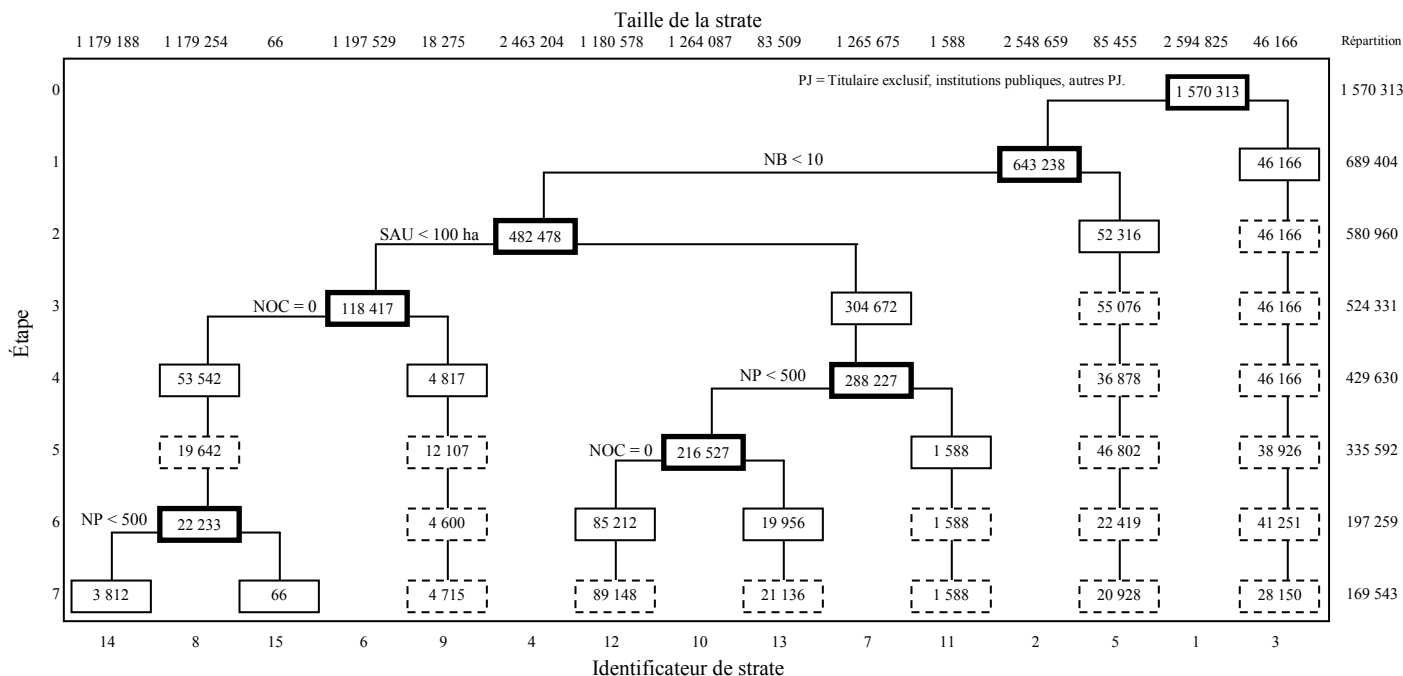 Taille de la strate
1 179 188 1 179 254 66 1 197 529 18 275 2 463 204 1 180 578 1 264 087 83 509 1 265 675 1 588 2 548 659 85 455 2 594 825 46 166 Répartition
0 PJ = Titulaire exclusif, institutions publiques, autres PJ. 1 570 313 1 570 313
1 NB < 10 643 238 46 166 689 404
2 SAU < 100 ha 482 478 52 316 46 166 580 960
3 NOC = 0 118 417 304 672 55 076 46 166 524 331
Étape
4 53 542 4 817 NP < 500 288 227 36 878 46 166 429 630
5 19 642 12 107 NOC = 0 216 527 1 588 46 802 38 926 335 592
6 NP < 500 22 233 4 600 85 212 19 956 1 588 22 419 41 251 197 259
7 3 812 66 4 715 89 148 21 136 1 588 20 928 28 150 169 543
14 8 15 6 9 4 12 10 13 7 11 2 5 1 3
Identificateur de strate